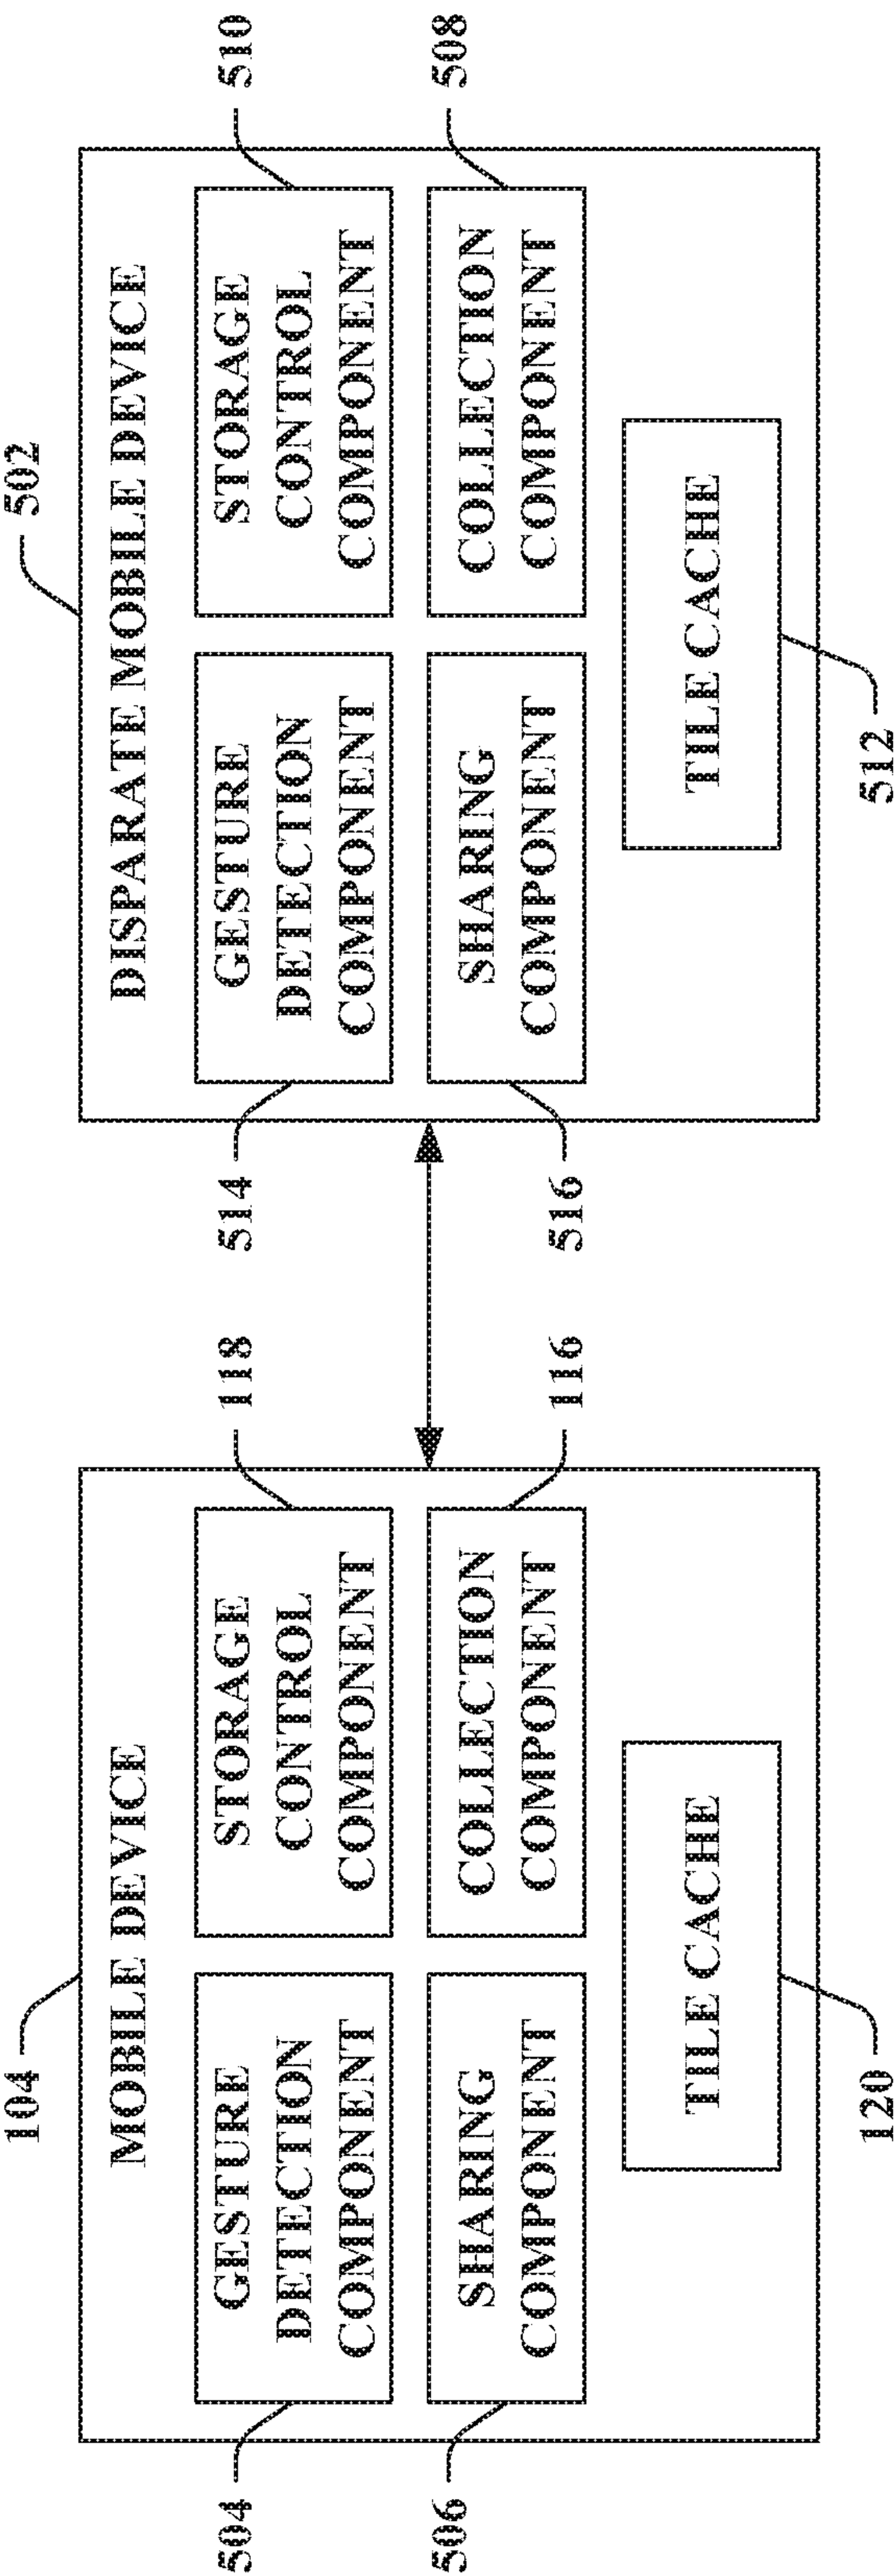 104
MOBILE DEVICE
504
GESTURE
DETECTION
COMPONENT
118
STORAGE
CONTROL
COMPONENT
506
SHARING
COMPONENT
116
COLLECTION
COMPONENT
TILE CACHE
120
502
DISPARATE MOBILE DEVICE
514
GESTURE
DETECTION
COMPONENT
510
STORAGE
CONTROL
COMPONENT
516
SHARING
COMPONENT
508
COLLECTION
COMPONENT
TILE CACHE
512